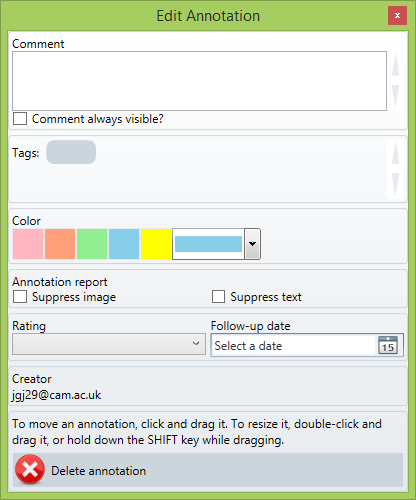 Edit Annotation
x
Comment
Comment always visible?
Tags:
Color
Annotation report
Suppress image
Suppress text
Rating
Follow-up date
Select a date
15
Creator
jgj29@cam.ac.uk
To move an annotation, click and drag it. To resize it, double-click and
drag it, or hold down the SHIFT key while dragging.
Delete annotation